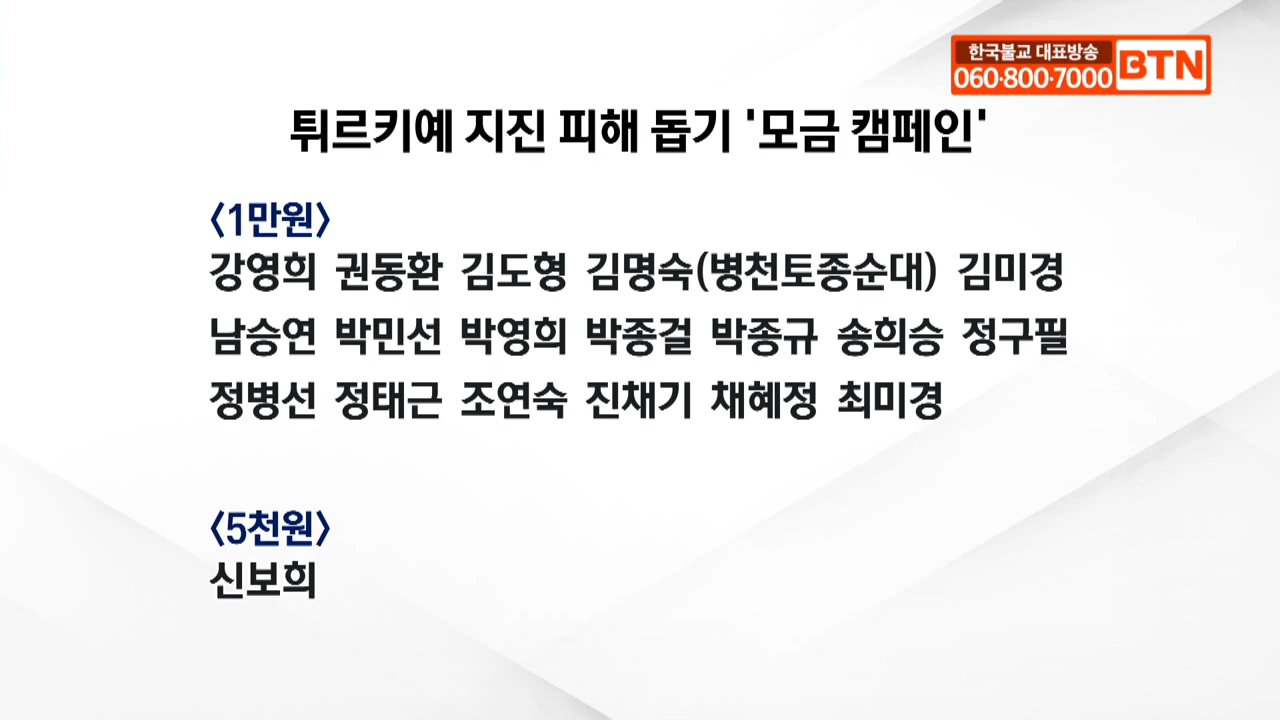 한국불교 대표방송
060·800·7000
BTN
튀르키예 지진 피해 돕기 '모금 캠페인'
<1만원>
강영희 권동환 김도형 김명숙(병천토종순대) 김미경
남승연 박민선 박영희 박종걸 박종규 송희승 정구필
정병선 정태근 조연숙 진채기 채혜정 최미경
<5천원>
신보희